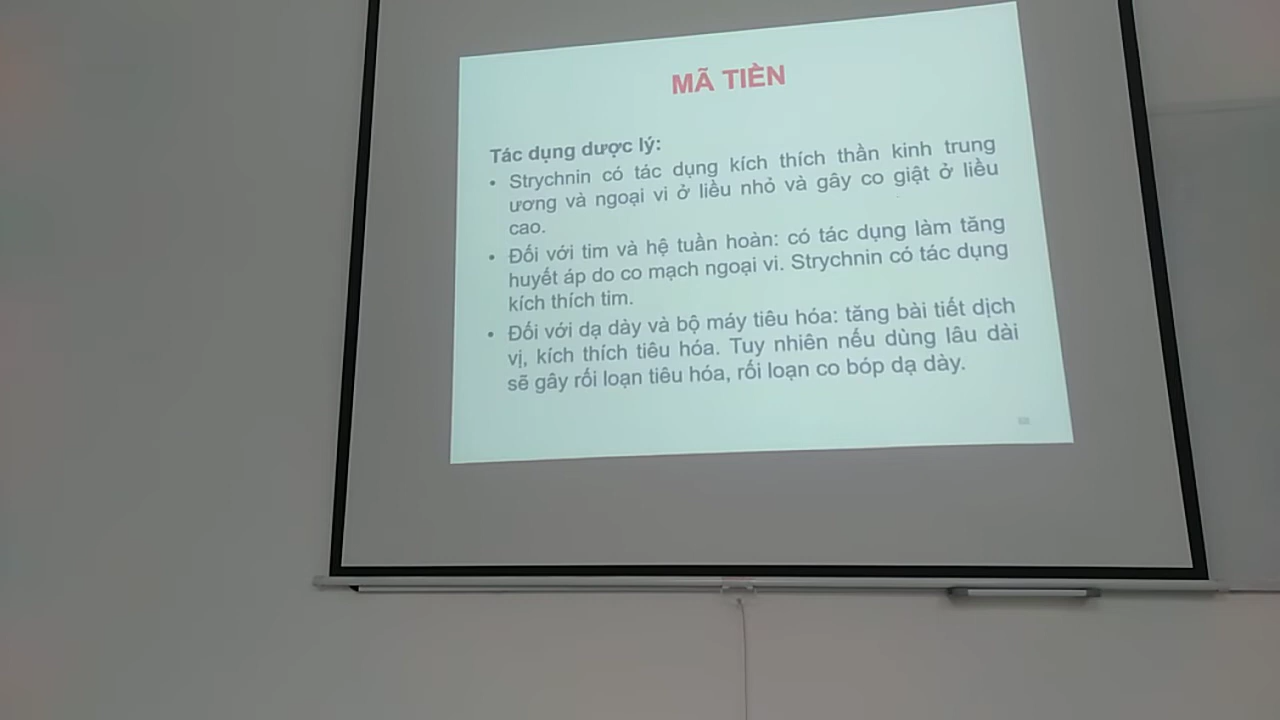 MÃ TIỀN
Tác dụng dược lý:
• Strychnin có tác dụng kích thích thần kinh trung
ương và ngoại vi ở liều nhỏ và gây co giật ở liều
cao.
• Đối với tim và hệ tuần hoàn: có tác dụng làm tăng
huyết áp do co mạch ngoại vi. Strychnin có tác dụng
kích thích tim.
• Đối với dạ dày và bộ máy tiêu hóa: tăng bài tiết dịch
vị, kích thích tiêu hóa. Tuy nhiên nếu dùng lâu dài
sẽ gây rối loạn tiêu hóa, rối loạn co bóp dạ dày.